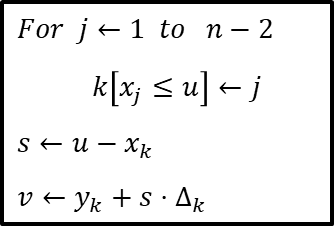 For j ← 1 to n − 2
k[x_j ≤ u] ← j
s ← u − x_k
v ← y_k + s · Δ_k